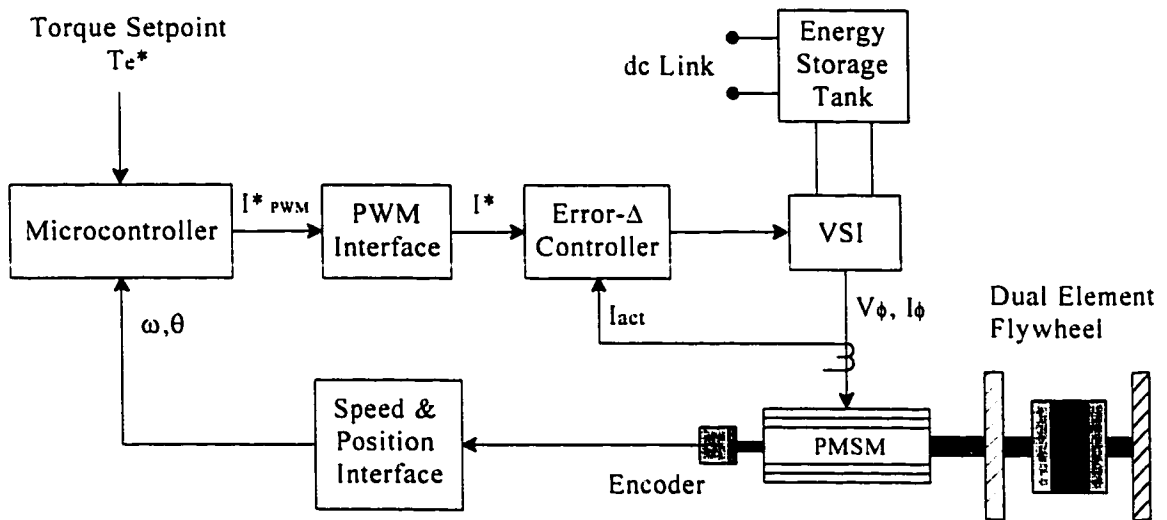 Torque Setpoint
Te*
dc Link
Energy
Storage
Tank
Microcontroller
I* PWM
PWM
Interface
I*
Error-Δ
Controller
VSI
Iact
Vϕ, Iϕ
Dual Element
Flywheel
ω,θ
Speed &
Position
Interface
Encoder
PMSM